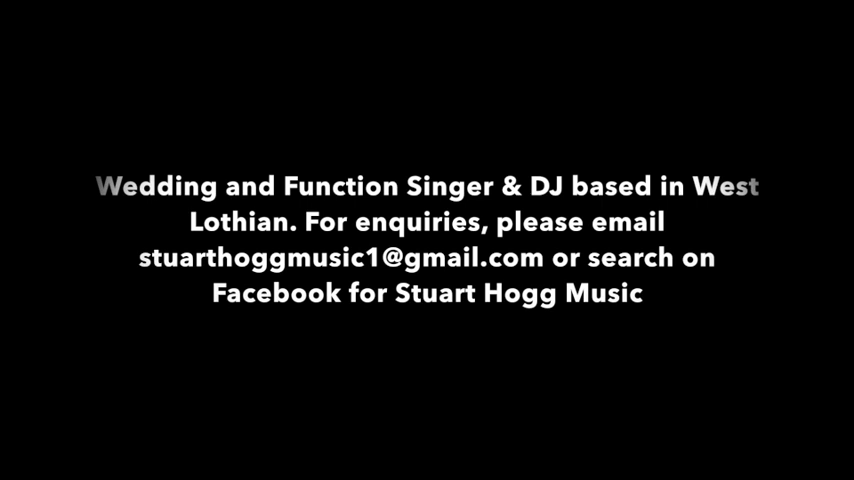 Wedding and Function Singer & DJ based in West
Lothian. For enquiries, please email
stuarthoggmusic1@gmail.com or search on
Facebook for Stuart Hogg Music